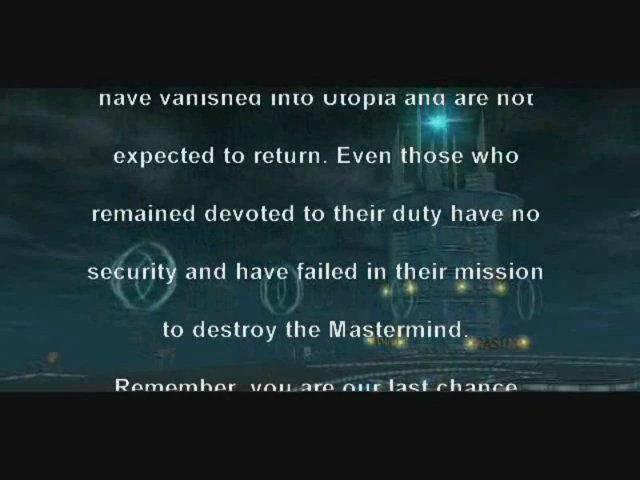 have vanished into Utopia and are not
expected to return. Even those who
remained devoted to their duty have no
security and have failed in their mission
to destroy the Mastermind.
Remember, you are our last chance